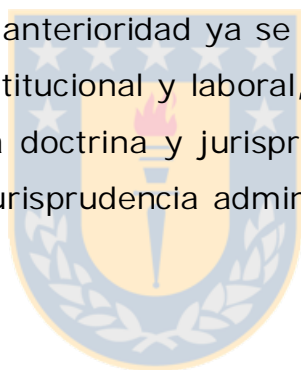 anterioridad ya se
titucional y laboral,
doctrina y jurispr
urisprudencia admin